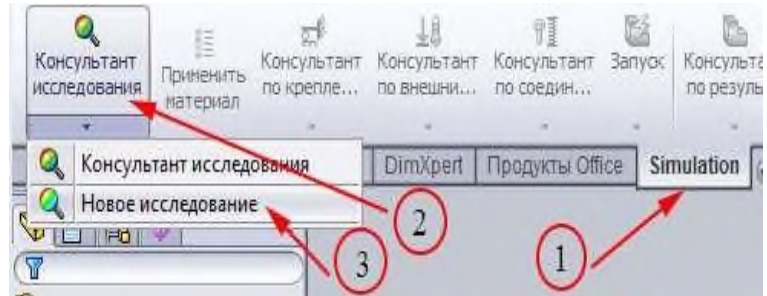 Консультант исследования
Применить материал
Консультант по крепле...
Консультант по внешни...
Консультант по соедин...
Запуск
Консульта
по резуль
Консультант исследования
Новое исследование
DimXpert
Продукты Office
Simulation
1
2
3